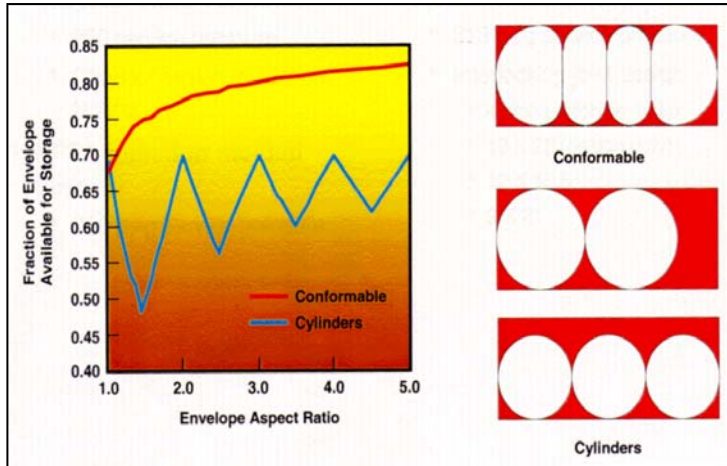 Fraction of Envelope
Available for Storage
0.85
0.80
0.75
0.70
0.65
0.60
0.55
0.50
0.45
0.40
Conformable
Cylinders
1.0 2.0 3.0 4.0 5.0
Envelope Aspect Ratio
Conformable
Cylinders